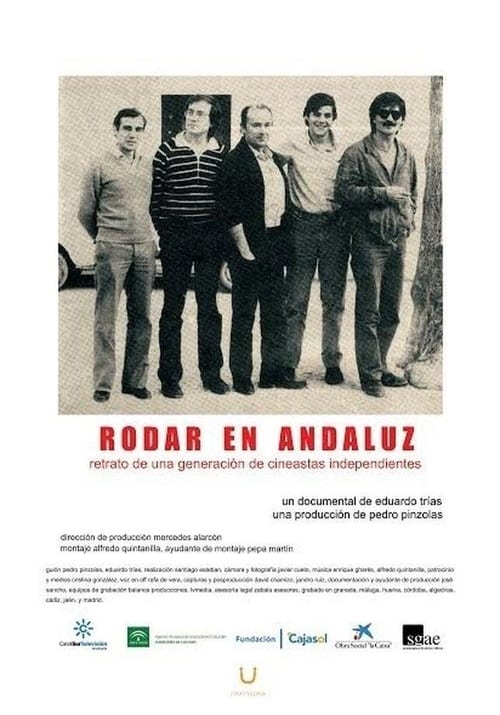 RODAR EN ANDALUZ
retrato de una generación de cineastas independientes
un documental de eduardo trías
una producción de pedro pinzolas
dirección de producción mercedes alarcón
montaje alfredo quintanilla, ayudante de montaje pepa martín
guión pedro pinzolas, eduardo trías, realización santiago esteban, cámara y fotografía javier cueto, música enrique gharés, alfredo quintanilla, patrocinio
y medios cristina gonzález, voz en off rafa de vera, capturas y posproducción david chamizo, jandro ruiz, documentación y ayudante de producción josé
sancho, equipos de grabación balance producciones, lvmedia, asesoría legal zabala asesores, grabado en granada, málaga, huelva, córdoba, algeciras,
cádiz, jaén, y madrid.
CanalSurTelevisión
Fundación Cajasol
Obra Social "la Caixa"
sgae